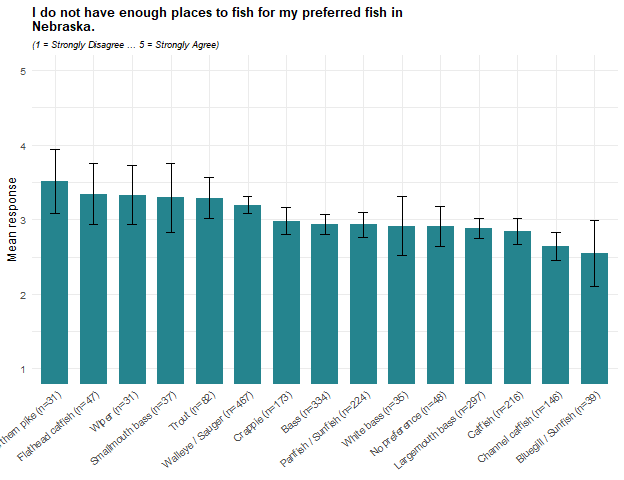 I do not have enough places to fish for my preferred fish in
Nebraska.
(1 = Strongly Disagree ... 5 = Strongly Agree)
5
4
3
2
1
Mean response
thern pike (n=31)
Flathead catfish (n=47)
Wiper (n=31)
Smallmouth bass (n=37)
Trout (n=82)
Walleye / Sauger (n=467)
Crappie (n=173)
Bass (n=334)
Panfish / Sunfish (n=224)
White bass (n=35)
No preference (n=48)
Largemouth bass (n=297)
Catfish (n=216)
Channel catfish (n=146)
Bluegill / Sunfish (n=39)